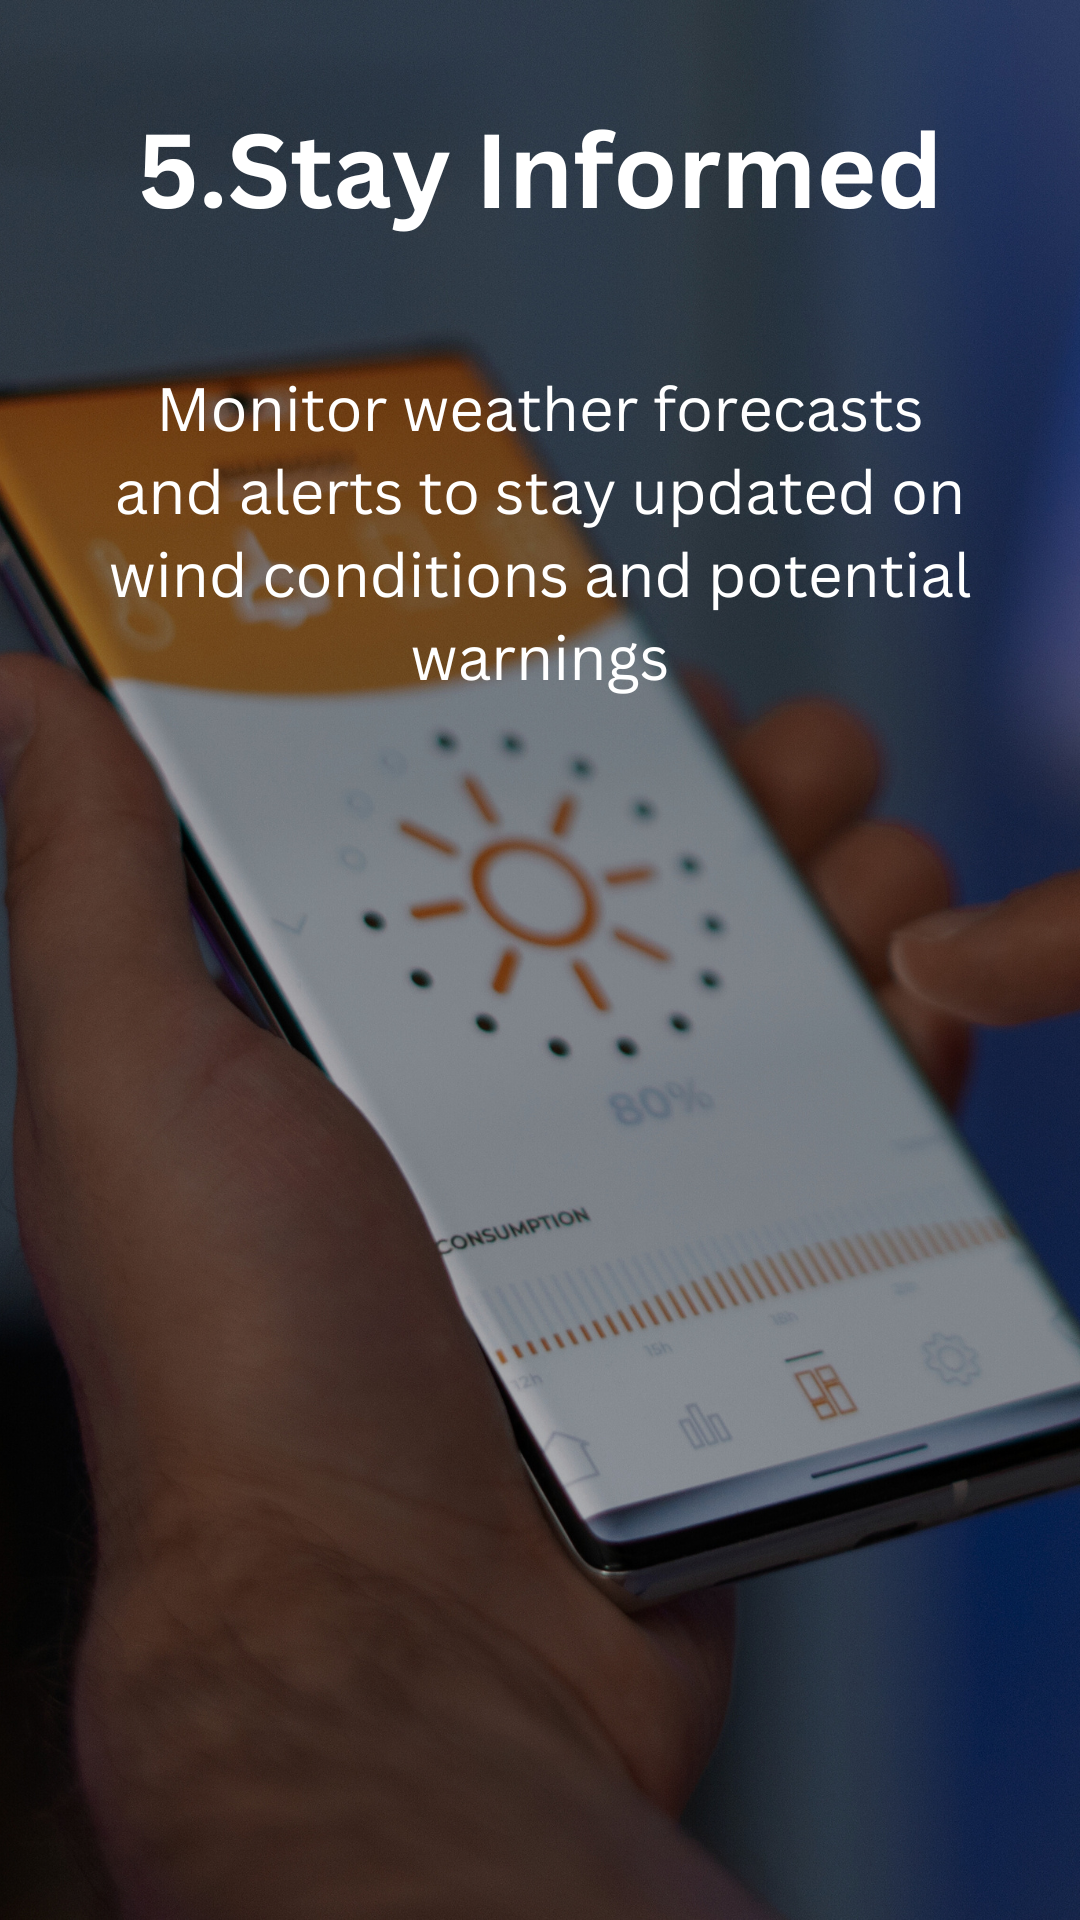 5.Stay Informed
Monitor weather forecasts
and alerts to stay updated on
wind conditions and potential
warnings
80%
CONSUMPTION
12h
15h
18h